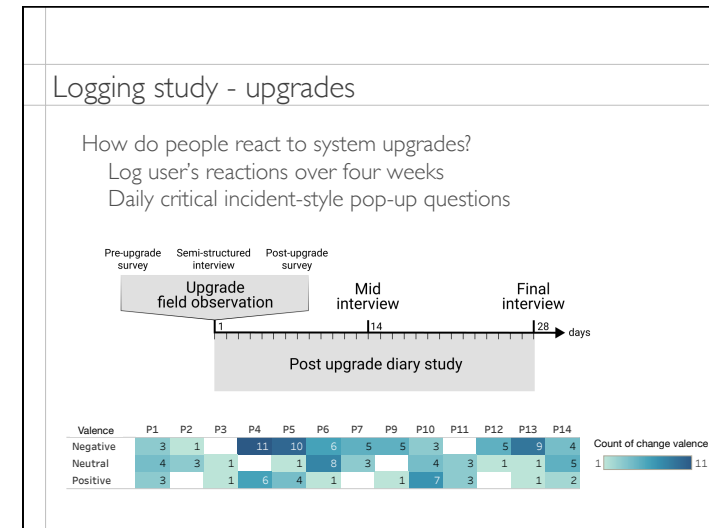 Logging study - upgrades
How do people react to system upgrades?
Log user's reactions over four weeks
Daily critical incident-style pop-up questions
Pre-upgrade survey
Semi-structured interview
Post-upgrade survey
Upgrade
field observation
Mid
interview
Final
interview
1 14 28 days
Post upgrade diary study
Valence P1 P2 P3 P4 P5 P6 P7 P9 P10 P11 P12 P13 P14
Negative 3 1 11 10 6 5 5 3 5 9 4
Neutral 4 3 1 1 8 3 4 3 1 1 5
Positive 3 1 6 4 1 1 7 3 1 2
Count of change valence
1 11